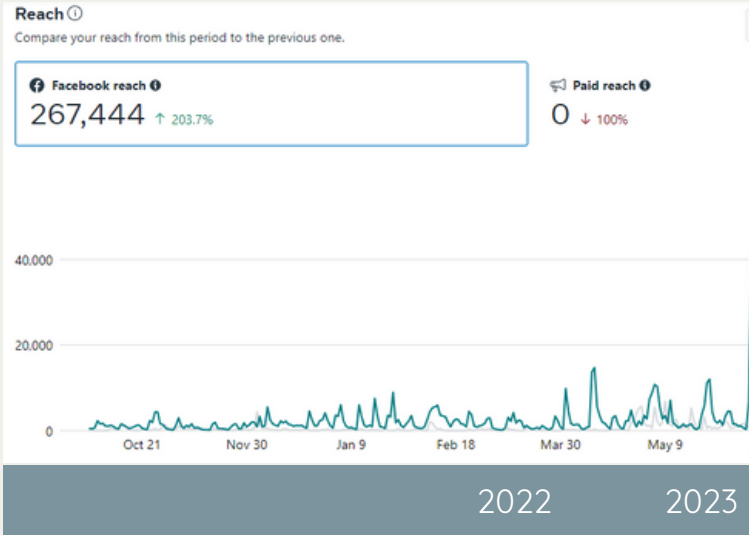 Reach
Compare your reach from this period to the previous one.
Facebook reach
267,444 ↑ 203.7%
Paid reach
0 ↓ 100%
40.000
20.000
0
Oct 21 Nov 30 Jan 9 Feb 18 Mar 30 May 9
2022 2023